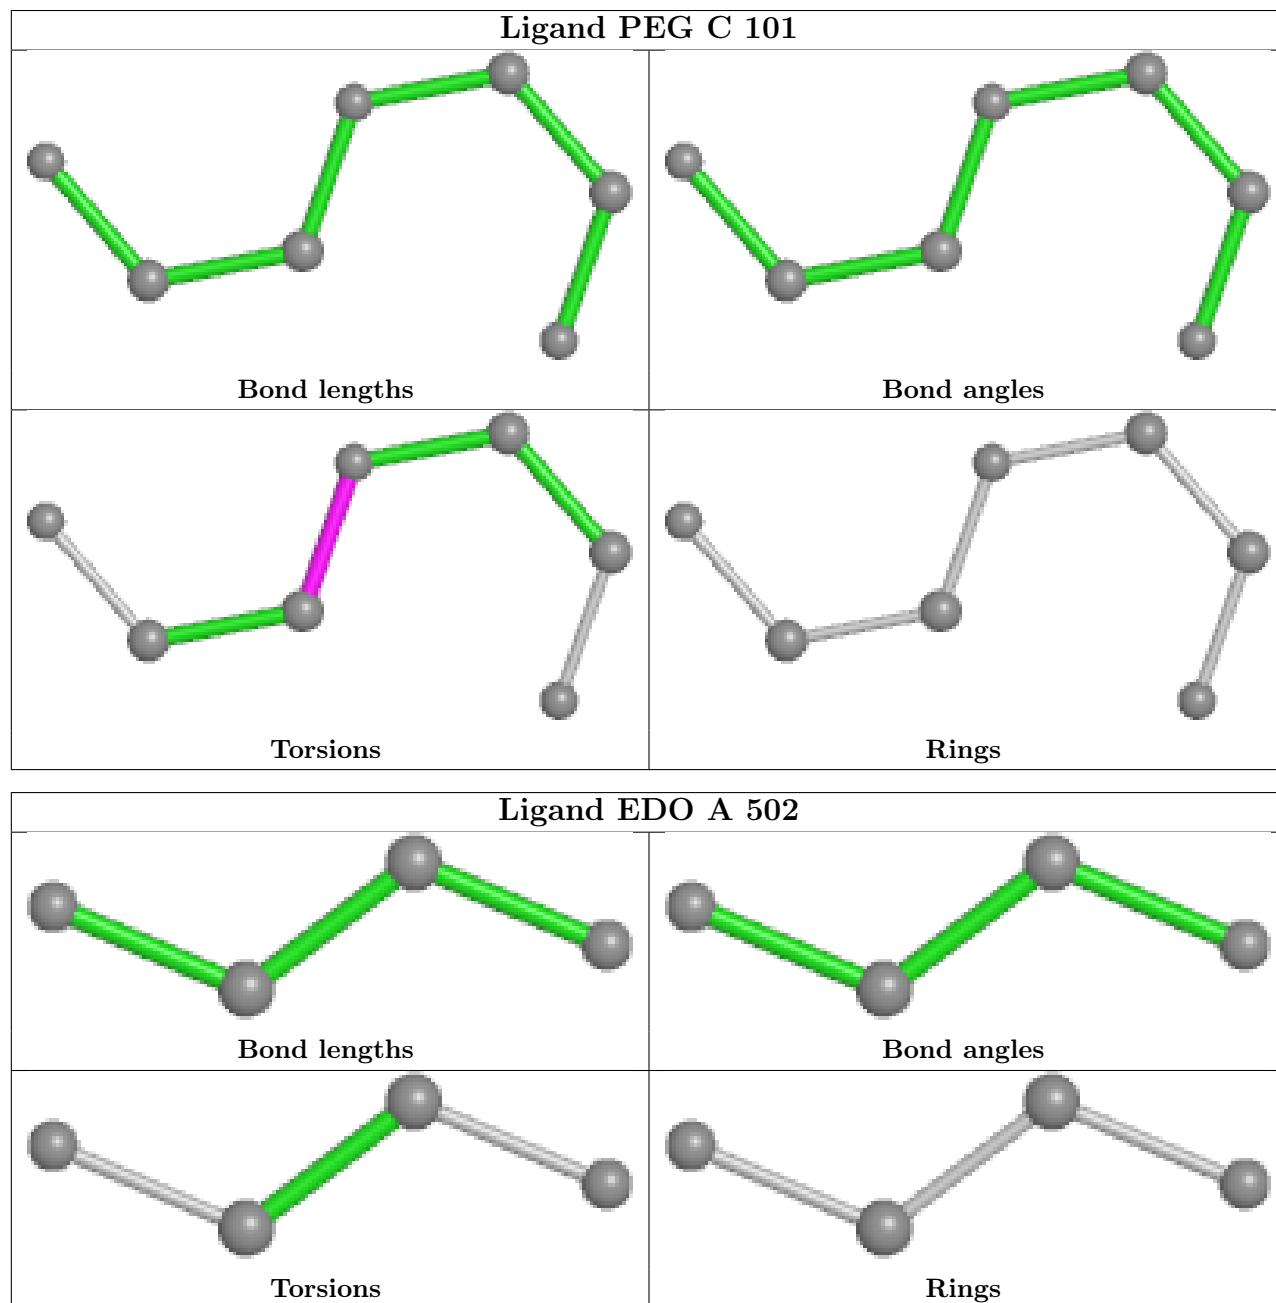 Ligand PEG C 101
Bond lengths
Bond angles
Torsions
Rings
Ligand EDO A 502
Bond lengths
Bond angles
Torsions
Rings